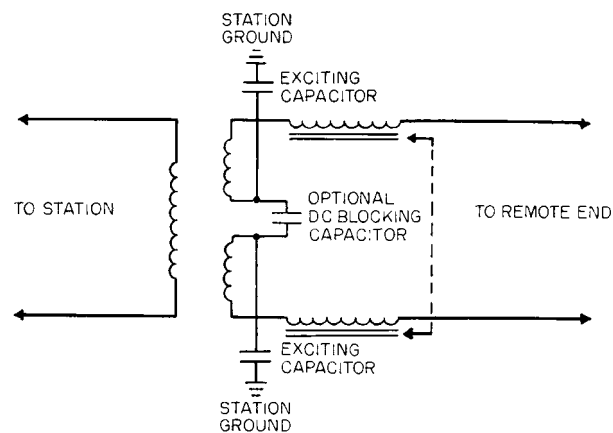 STATION
GROUND
EXCITING
CAPACITOR
TO STATION
OPTIONAL
DC BLOCKING
CAPACITOR
TO REMOTE END
EXCITING
CAPACITOR
STATION
GROUND